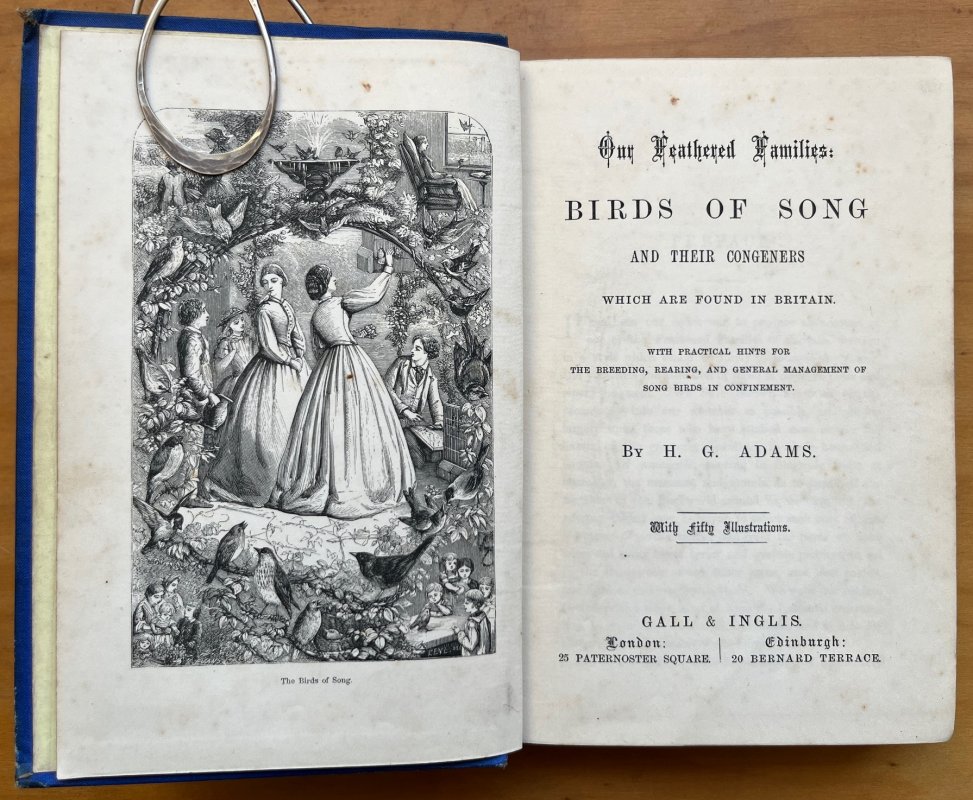 The Birds of Song.
Our Feathered Families:
BIRDS OF SONG
AND THEIR CONGENERS
WHICH ARE FOUND IN BRITAIN.
WITH PRACTICAL HINTS FOR
THE BREEDING, REARING, AND GENERAL MANAGEMENT OF
SONG BIRDS IN CONFINEMENT.
By H. G. ADAMS.
With Fifty Illustrations.
GALL & INGLIS.
London: Edinburgh:
25 PATERNOSTER SQUARE. 20 BERNARD TERRACE.